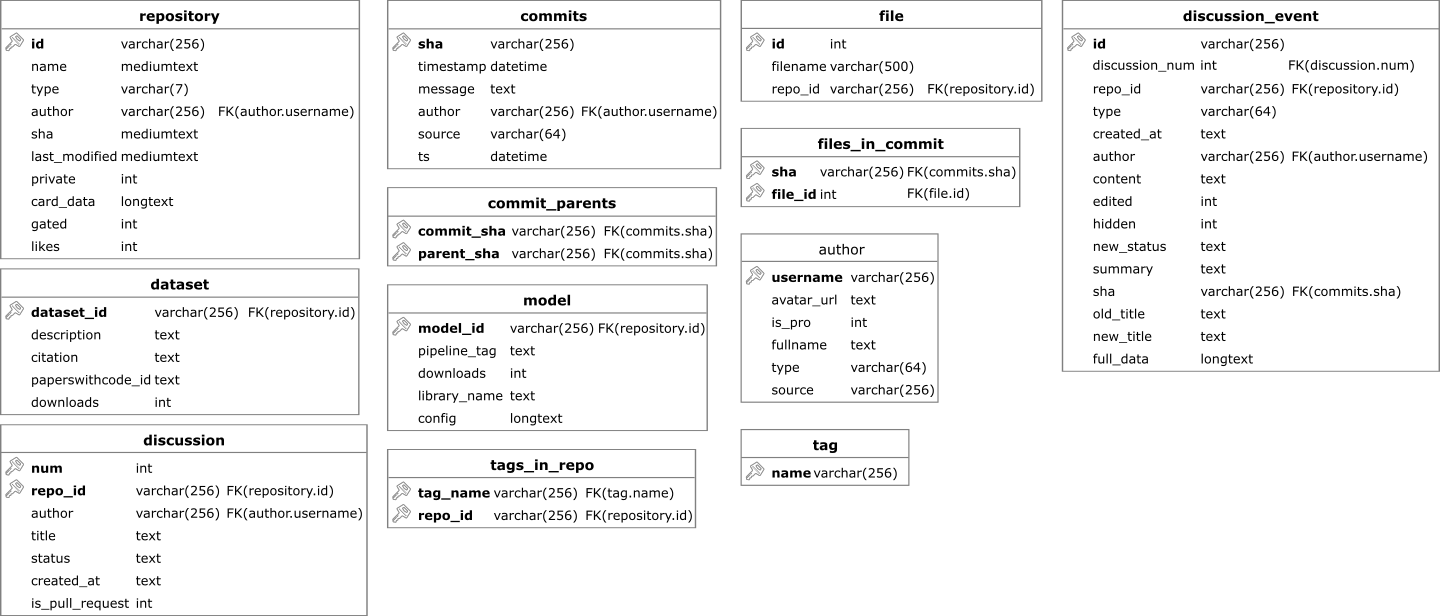 repository
id varchar(256)
name mediumtext
type varchar(7)
author varchar(256) FK(author.username)
sha mediumtext
last_modified mediumtext
private int
card_data longtext
gated int
likes int
dataset
dataset_id varchar(256) FK(repository.id)
description text
citation text
paperswithcode_id text
downloads int
discussion
num int
repo_id varchar(256) FK(repository.id)
author varchar(256) FK(author.username)
title text
status text
created_at text
is_pull_request int
commits
sha varchar(256)
timestamp datetime
message text
author varchar(256) FK(author.username)
source varchar(64)
ts datetime
commit_parents
commit_sha varchar(256) FK(commits.sha)
parent_sha varchar(256) FK(commits.sha)
model
model_id varchar(256) FK(repository.id)
pipeline_tag text
downloads int
library_name text
config longtext
tags_in_repo
tag_name varchar(256) FK(tag.name)
repo_id varchar(256) FK(repository.id)
file
id int
filename varchar(500)
repo_id varchar(256) FK(repository.id)
files_in_commit
sha varchar(256) FK(commits.sha)
file_id int FK(file.id)
author
username varchar(256)
avatar_url text
is_pro int
fullname text
type varchar(64)
source varchar(256)
tag
name varchar(256)
discussion_event
id varchar(256)
discussion_num int FK(discussion.num)
repo_id varchar(256) FK(repository.id)
type varchar(64)
created_at text
author varchar(256) FK(author.username)
content text
edited int
hidden int
new_status text
summary text
sha varchar(256) FK(commits.sha)
old_title text
new_title text
full_data longtext